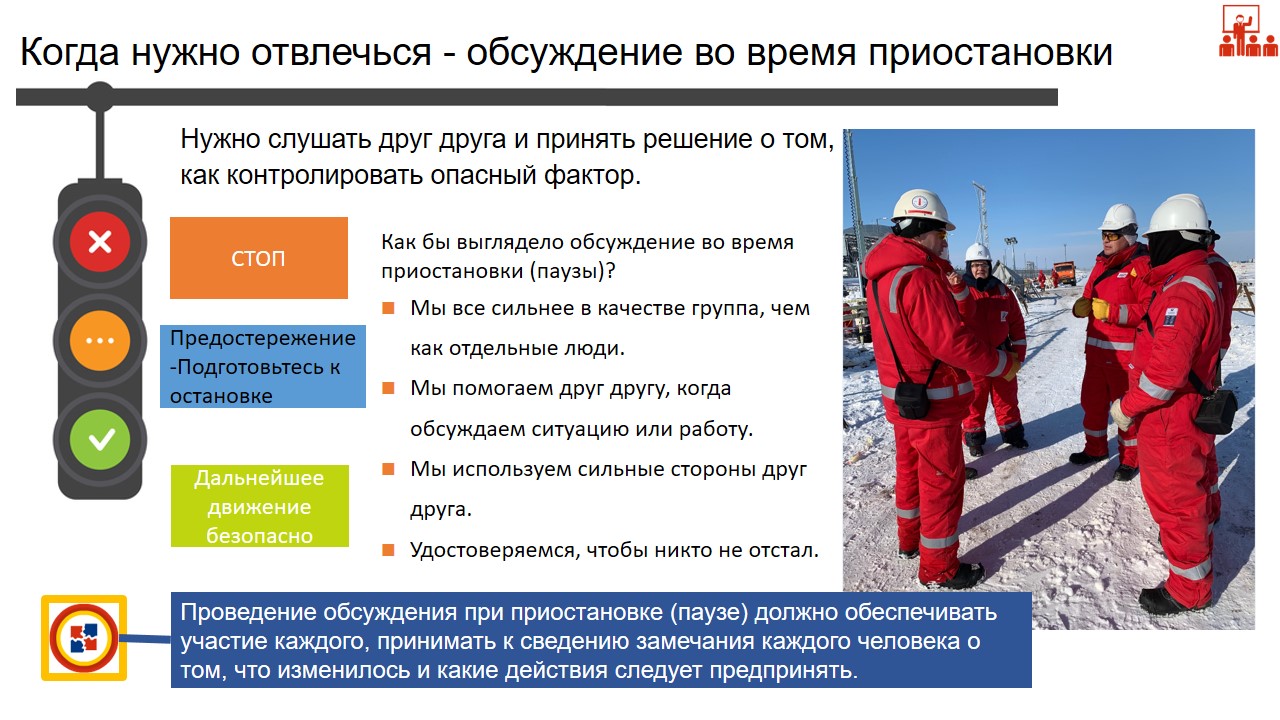 Когда нужно отвлечься - обсуждение во время приостановки
Нужно слушать друг друга и принять решение о том,
как контролировать опасный фактор.
СТОП
Предостережение
-Подготовьтесь к
остановке
Дальнейшее
движение
безопасно
Как бы выглядело обсуждение во время
приостановки (паузы)?
Мы все сильнее в качестве группа, чем
как отдельные люди.
Мы помогаем друг другу, когда
обсуждаем ситуацию или работу.
Мы используем сильные стороны друг
друга.
Удостоверяемся, чтобы никто не отстал.
Проведение обсуждения при приостановке (паузе) должно обеспечивать
участие каждого, принимать к сведению замечания каждого человека о
том, что изменилось и какие действия следует предпринять.